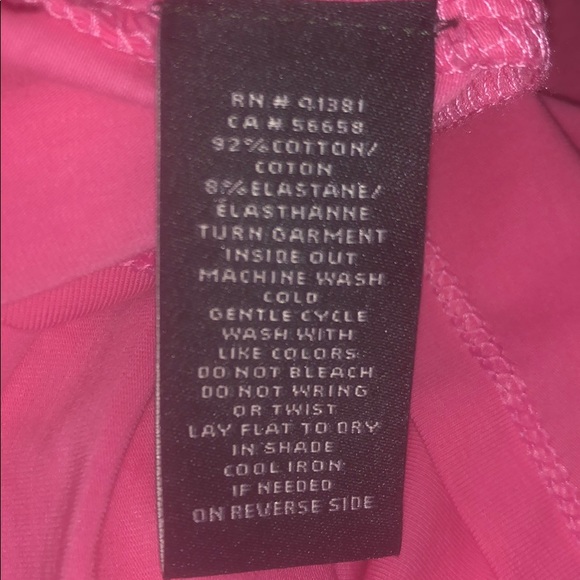 RN # 41381
CA # 56658
92% COTTON/
COTON
8% ELASTANE/
ÉLASTHANNE
TURN GARMENT
INSIDE OUT
MACHINE WASH
COLD
GENTLE CYCLE
WASH WITH
LIKE COLORS
DO NOT BLEACH
DO NOT WRING
OR TWIST
LAY FLAT TO DRY
IN SHADE
COOL IRON
IF NEEDED
ON REVERSE SIDE